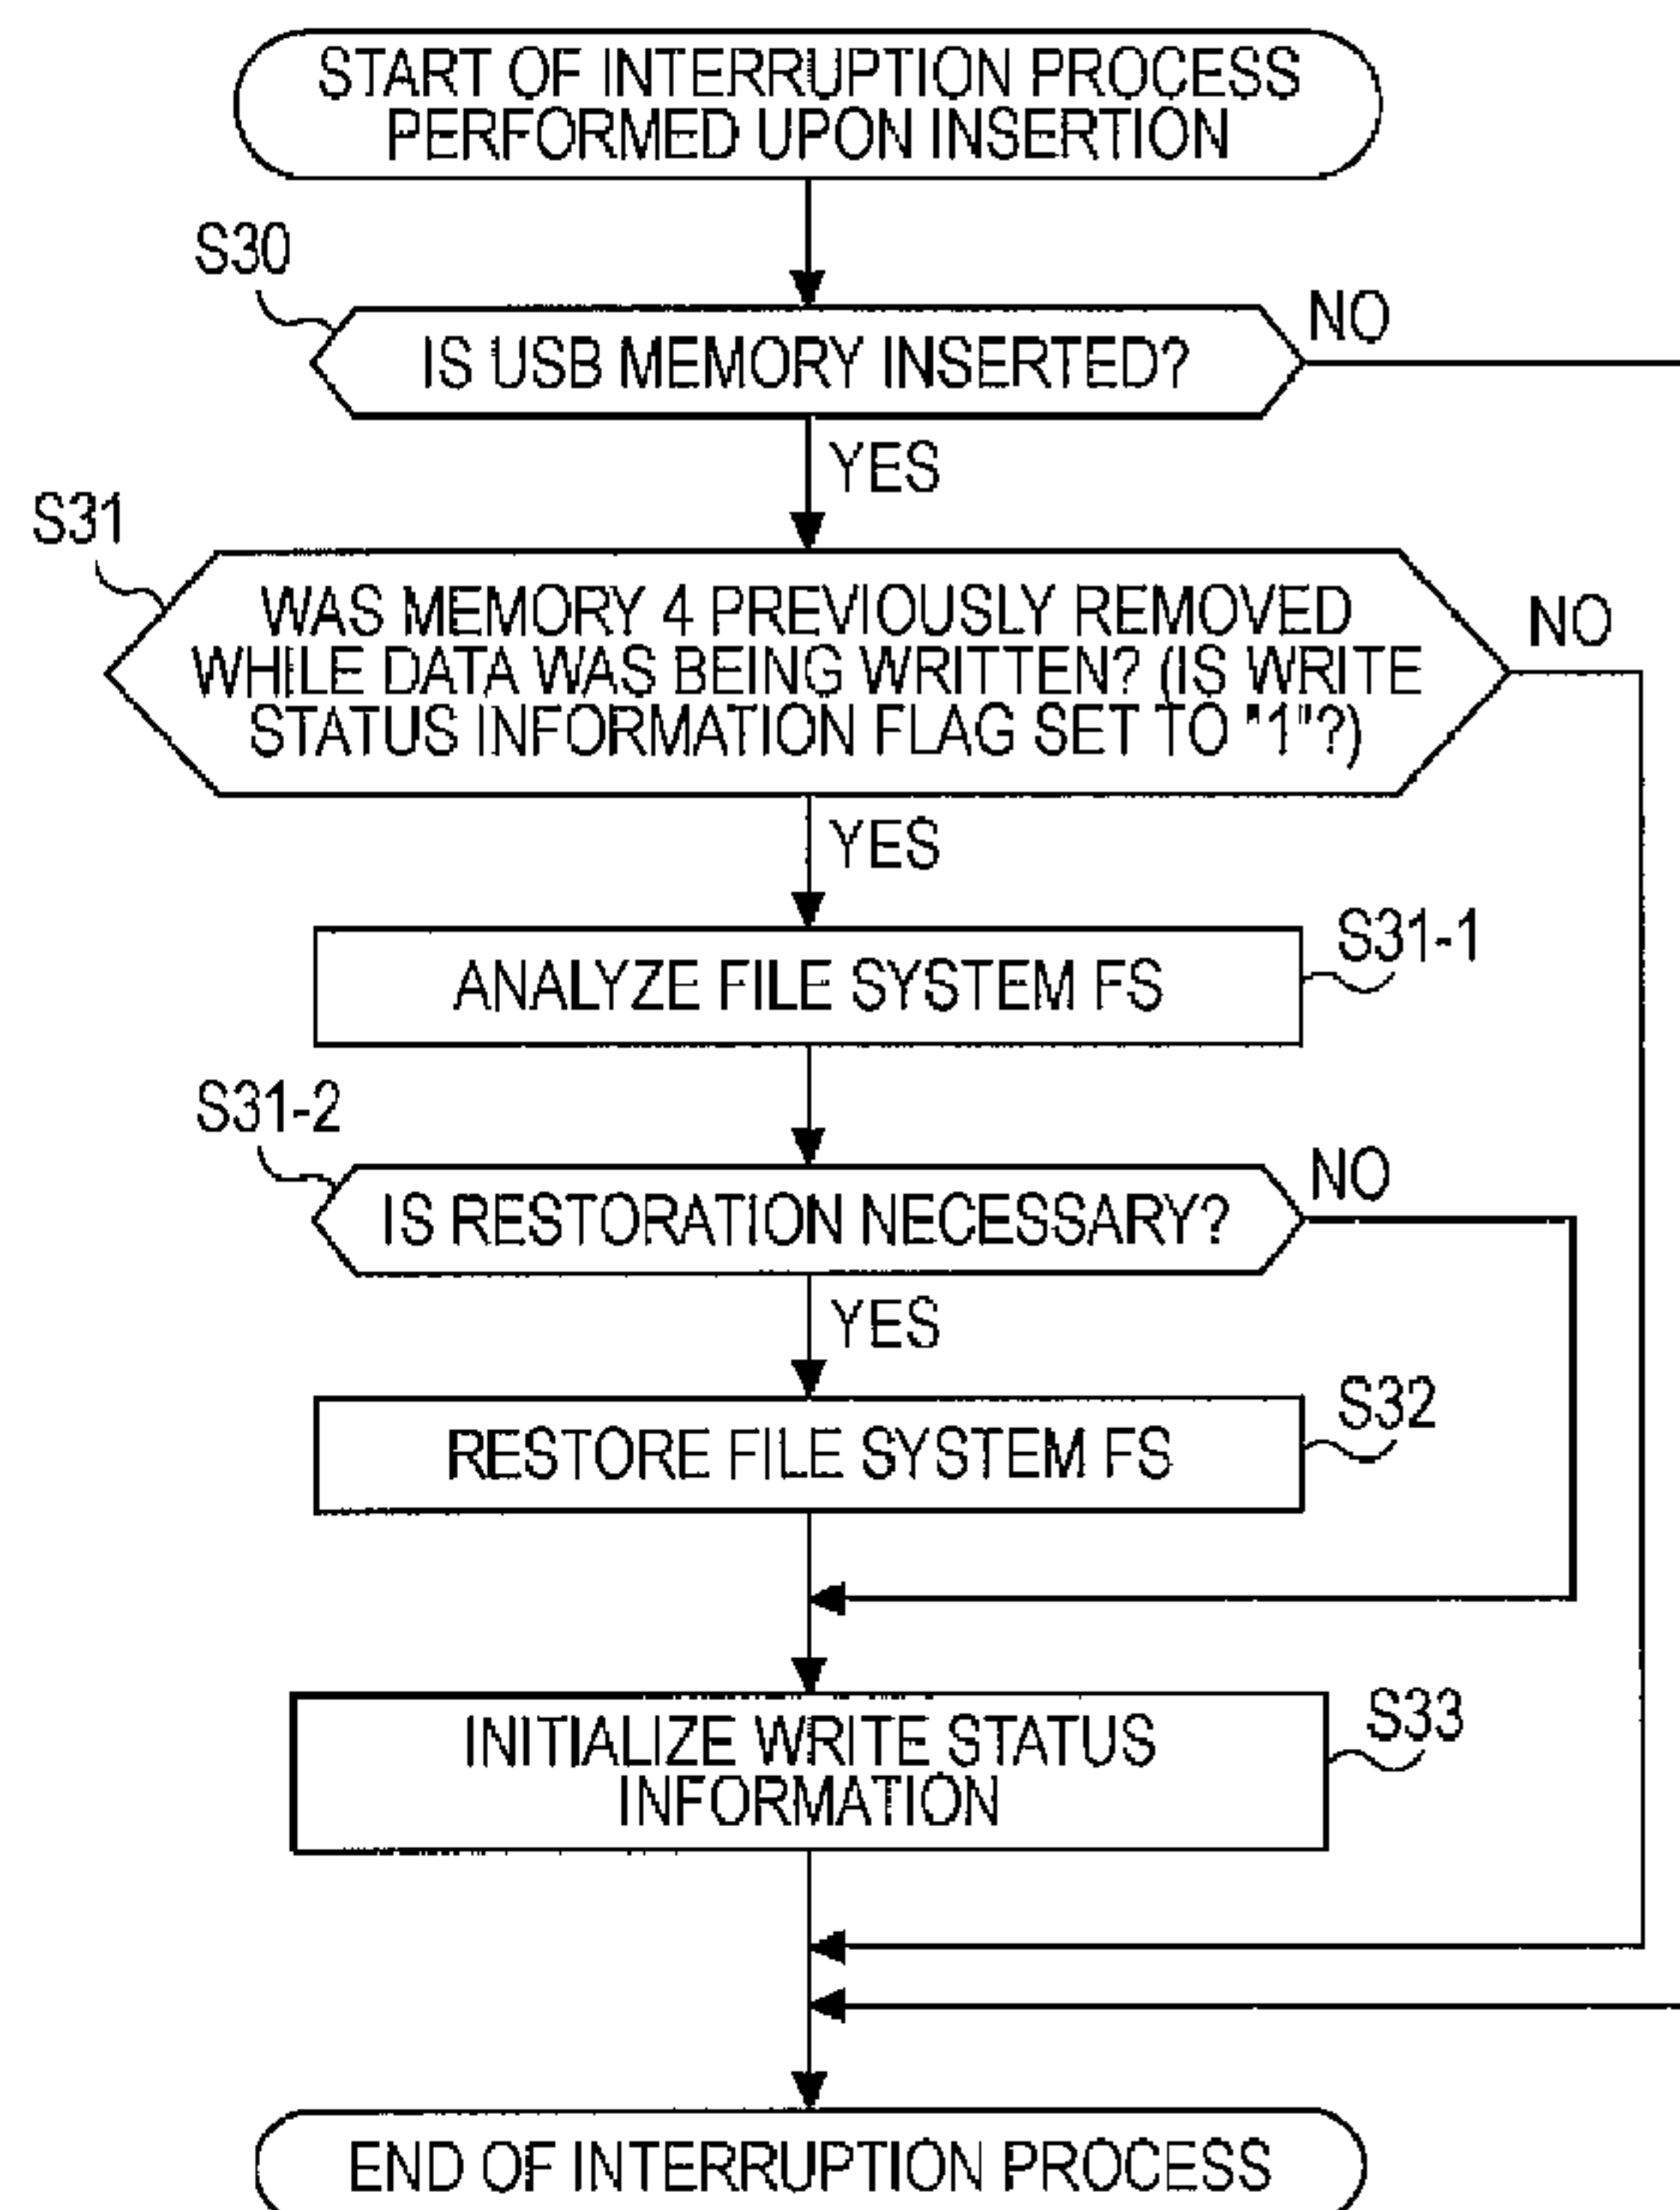 START OF INTERRUPTION PROCESS
PERFORMED UPON INSERTION
S30
NO
IS USB MEMORY INSERTED?
YES
S31
WAS MEMORY 4 PREVIOUSLY REMOVED
WHILE DATA WAS BEING WRITTEN? (IS WRITE
STATUS INFORMATION FLAG SET TO "1"?)
NO
YES
S31-1
ANALYZE FILE SYSTEM FS
S31-2
NO
IS RESTORATION NECESSARY?
YES
S32
RESTORE FILE SYSTEM FS
S33
INITIALIZE WRITE STATUS
INFORMATION
END OF INTERRUPTION PROCESS